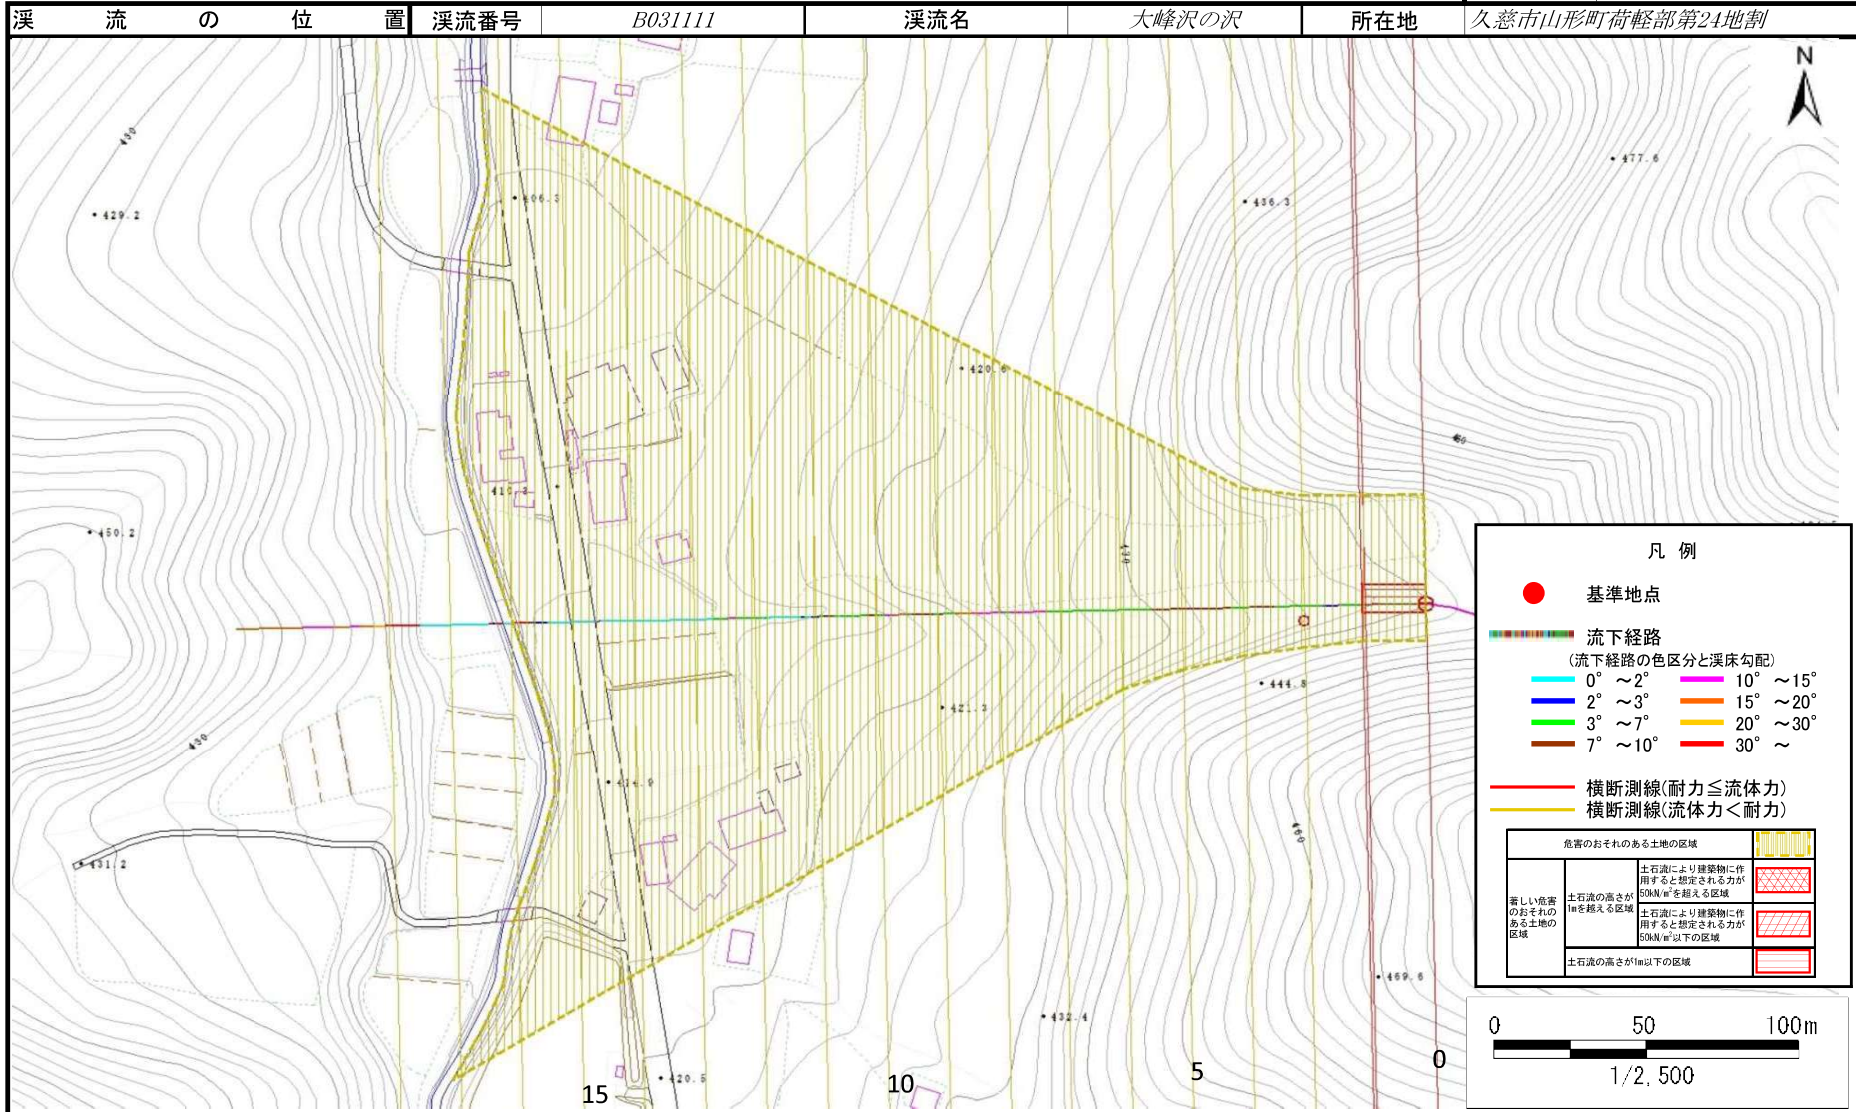 渓流の位置 渓流番号 B031111 渓流名 大峰沢の沢 所在地 久慈市山形町荷軽部第24地割
N
477.6
429.2
406.3
436.3
420.6
450.2
430
444.8
421.3
430
460
431.2
469.6
432.4
420.5
15
10
5
0
凡 例
基準地点
流下経路
(流下経路の色区分と渓床勾配)
0° ~2° 10° ~15°
2° ~3° 15° ~20°
3° ~7° 20° ~30°
7° ~10° 30° ~
横断測線(耐力≦流体力)
横断測線(流体力<耐力)
危害のおそれのある土地の区域
著しい危害のおそれのある土地の区域
土石流の高さが1mを越える区域
土石流により建築物に作用すると想定される力が50kN/㎡を超える区域
土石流により建築物に作用すると想定される力が50kN/㎡以下の区域
土石流の高さが1m以下の区域
0 50 100m
1/2,500